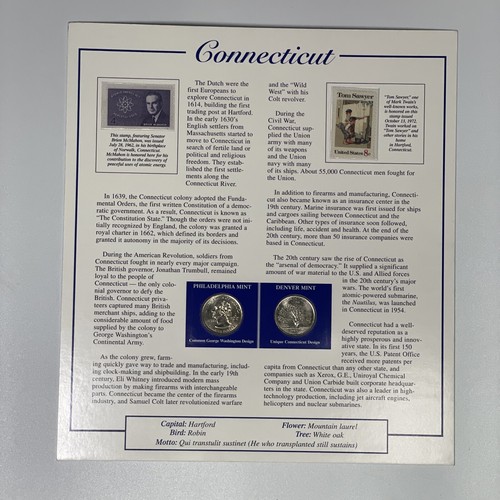 Connecticut
The Dutch were the
first Europeans to
explore Connecticut in
1614, building the first
trading post at Hartford.
In the early 1630's
English settlers from
Massachusetts started to
move to Connecticut in
search of fertile land or
political and religious
freedom. They estab-
lished the first settle-
ments along the
Connecticut River.
This stamp, featuring Senator
Brien McMahon, was issued
July 28, 1962, in his birthplace
of Norwalk, Connecticut.
McMahon is honored here for his
contribution to the discovery of
peaceful uses of atomic energy.
In 1639, the Connecticut colony adopted the Funda-
mental Orders, the first written Constitution of a demo-
cratic government. As a result, Connecticut is known as
"The Constitution State." Though the Orders were not ini-
tially recognized by England, the colony was granted a
royal charter in 1662, which defined its borders and
granted it autonomy in the majority of its decisions.
During the American Revolution, soldiers from
Connecticut fought in nearly every major campaign.
The British governor, Jonathan Trumbull, remained
loyal to the people of
Connecticut — the only colo-
nial governor to defy the
British. Connecticut priva-
teers captured many British
merchant ships, adding to the
considerable amount of food
supplied by the colony to
George Washington's
Continental Army.
As the colony grew, farm-
ing quickly gave way to trade and manufacturing, includ-
ing clock-making and shipbuilding. In the early 19th
century, Eli Whitney introduced modern mass
production by making firearms with interchangeable
parts. Connecticut became the center of the firearms
industry, and Samuel Colt later revolutionized warfare
and the "Wild
West" with his
Colt revolver.
During the
Civil War,
Connecticut sup-
plied the Union
army with many
of its weapons
and the Union
navy with many
of its ships. About 55,000 Connecticut men fought for
the Union.
Tom Sawyer
United States 8c
"Tom Sawyer," one
of Mark Twain's
well-known works,
is honored on this
stamp issued
October 13, 1972.
Twain worked on
"Tom Sawyer" and
other stories in his
home in
Hartford,
Connecticut.
In addition to firearms and manufacturing, Connecti-
cut also became known as an insurance center in the
19th century. Marine insurance was first issued for ships
and cargoes sailing between Connecticut and the
Caribbean. Other types of insurance soon followed,
including life, accident and health. At the end of the
20th century, more than 50 insurance companies were
based in Connecticut.
The 20th century saw the rise of Connecticut as
the "arsenal of democracy." It supplied a significant
amount of war material to the U.S. and Allied forces
in the 20th century's major
wars. The world's first
atomic-powered submarine,
the Nautilus, was launched
in Connecticut in 1954.
Connecticut had a well-
deserved reputation as a
highly prosperous and innov-
ative state. In its first 150
years, the U.S. Patent Office
received more patents per
capita from Connecticut than any other state, and
companies such as Xerox, G.E., Uniroyal Chemical
Company and Union Carbide built corporate headquar-
ters in the state. Connecticut was also a leader in high-
technology production, including jet aircraft engines,
helicopters and nuclear submarines.
PHILADELPHIA MINT
Common George Washington Design
DENVER MINT
Unique Connecticut Design
Capital: Hartford
Flower: Mountain laurel
Bird: Robin
Tree: White oak
Motto: Qui transtulit sustinet (He who transplanted still sustains)